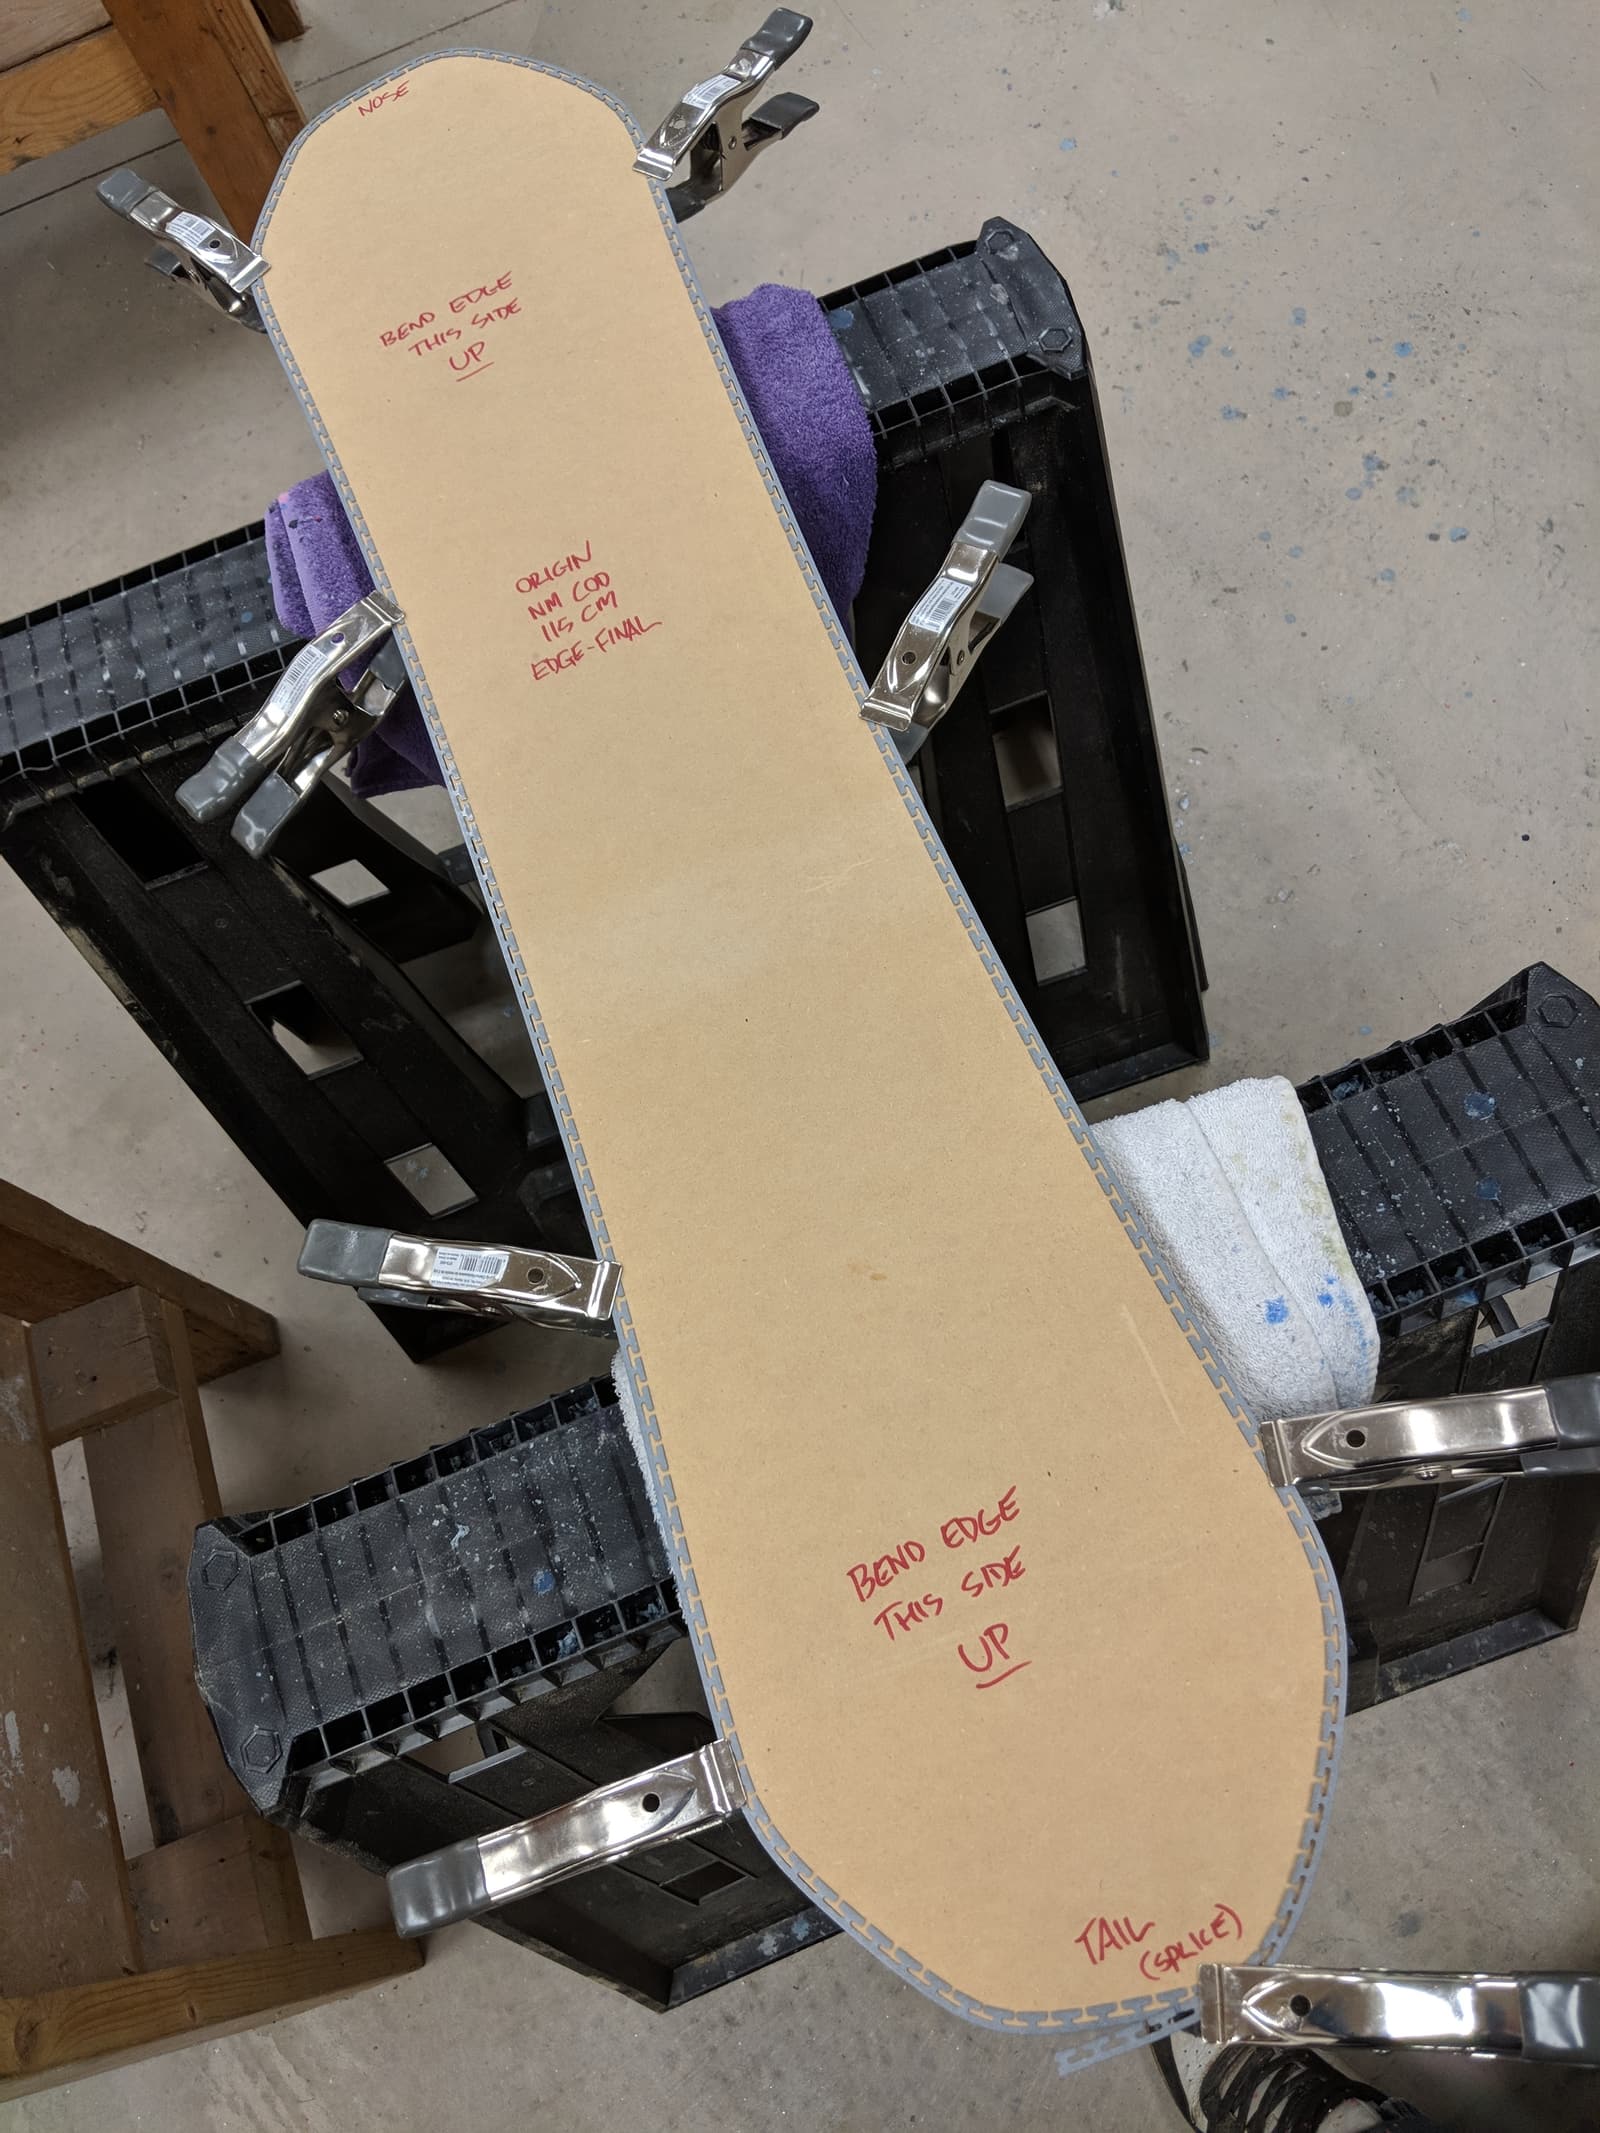 NOSE
BEND EDGE
THIS SIDE
UP
ORIGIN
NM COD
115 CM
EDGE-FINAL
BEND EDGE
THIS SIDE
UP
TAIL
(SPLICE)